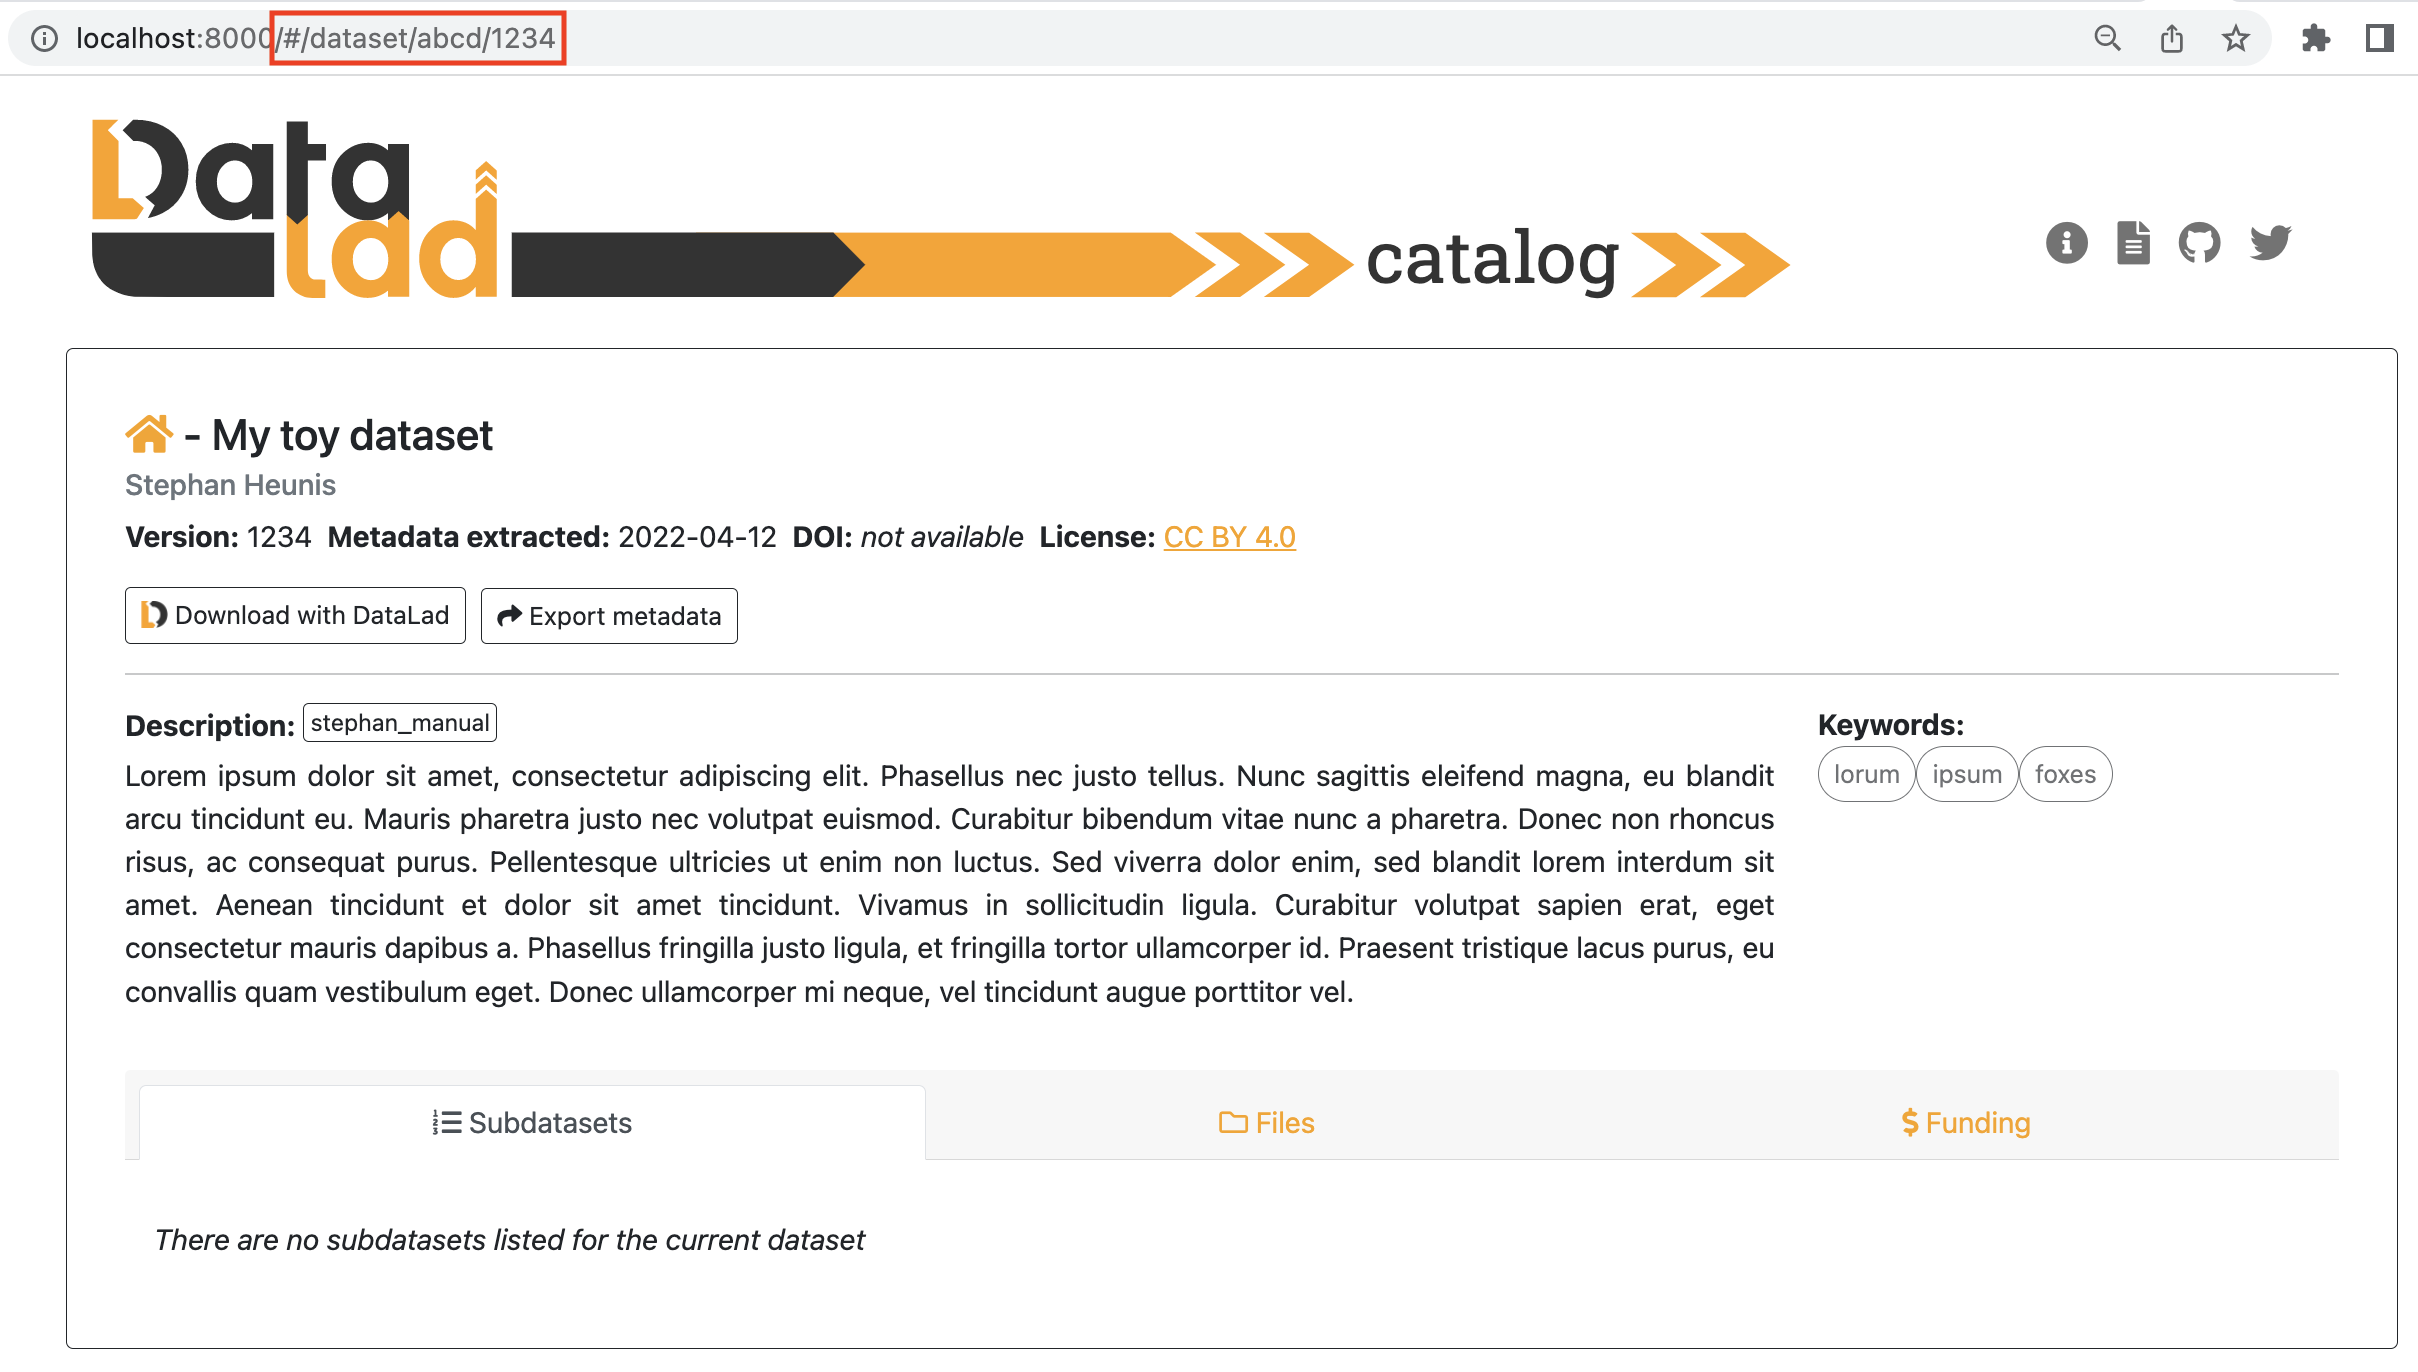 localhost:8000/#/dataset/abcd/1234
Data
Lad
catalog
- My toy dataset
Stephan Heunis
Version: 1234 Metadata extracted: 2022-04-12 DOI: not available License: CC BY 4.0
Download with DataLad
Export metadata
Description: stephan_manual
Lorem ipsum dolor sit amet, consectetur adipiscing elit. Phasellus nec justo tellus. Nunc sagittis eleifend magna, eu blandit
arcu tincidunt eu. Mauris pharetra justo nec volutpat euismod. Curabitur bibendum vitae nunc a pharetra. Donec non rhoncus
risus, ac consequat purus. Pellentesque ultricies ut enim non luctus. Sed viverra dolor enim, sed blandit lorem interdum sit
amet. Aenean tincidunt et dolor sit amet tincidunt. Vivamus in sollicitudin ligula. Curabitur volutpat sapien erat, eget
consectetur mauris dapibus a. Phasellus fringilla justo ligula, et fringilla tortor ullamcorper id. Praesent tristique lacus purus, eu
convallis quam vestibulum eget. Donec ullamcorper mi neque, vel tincidunt augue porttitor vel.
Keywords:
lorum ipsum foxes
Subdatasets
Files
Funding
There are no subdatasets listed for the current dataset